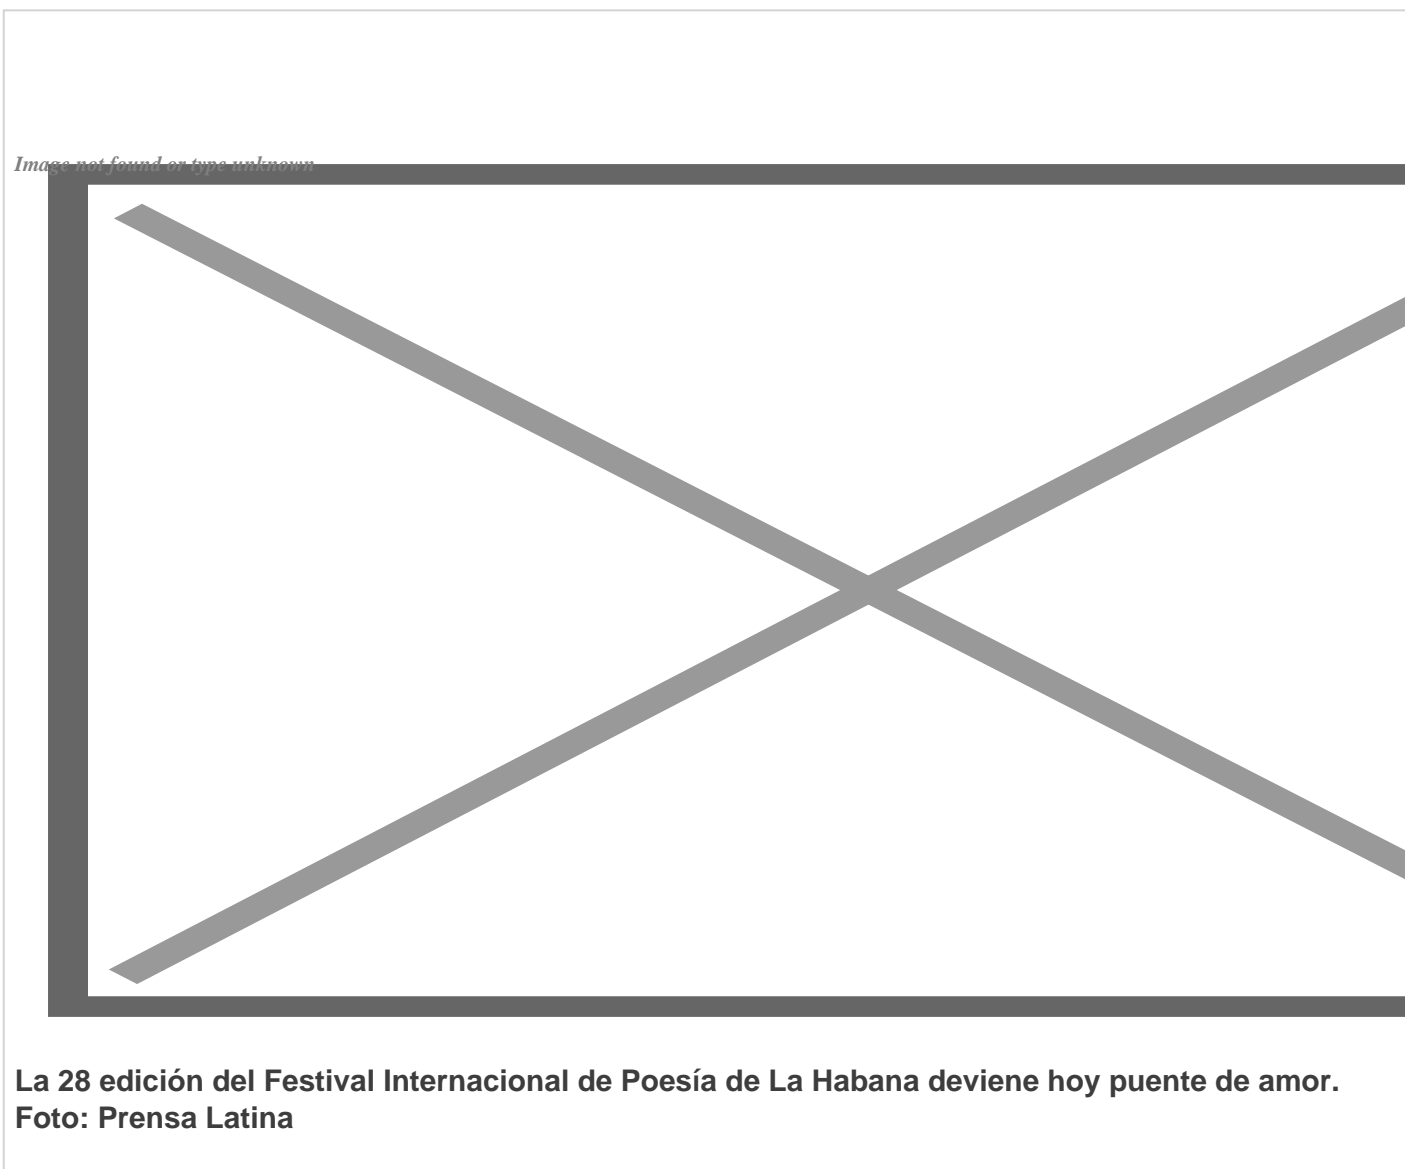 Image not found or type unknown
La 28 edición del Festival Internacional de Poesía de La Habana deviene hoy puente de amor.
Foto: Prensa Latina